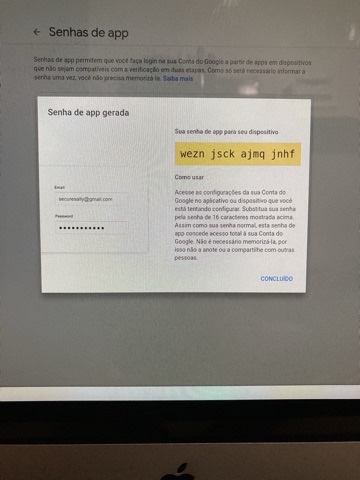 ← Senhas de app
Senhas de app permitem que você faça login na sua Conta do Google a partir de apps em dispositivos
que não sejam compatíveis com a verificação em duas etapas. Como só será necessário informar a
senha uma vez, você não precisa memorizá-la. Saiba mais
Senha de app gerada
Sua senha de app para seu dispositivo
wezn jsck ajmq jnhf
Como usar
Email
securesally@gmail.com
Password
•••••••••••
Acesse as configurações da sua Conta do
Google no aplicativo ou dispositivo que você
está tentando configurar. Substitua sua senha
pela senha de 16 caracteres mostrada acima.
Assim como sua senha normal, esta senha de
app concede acesso total à sua Conta do
Google. Não é necessário memorizá-la, por
isso não a anote ou a compartilhe com outras
pessoas.
CONCLUÍDO